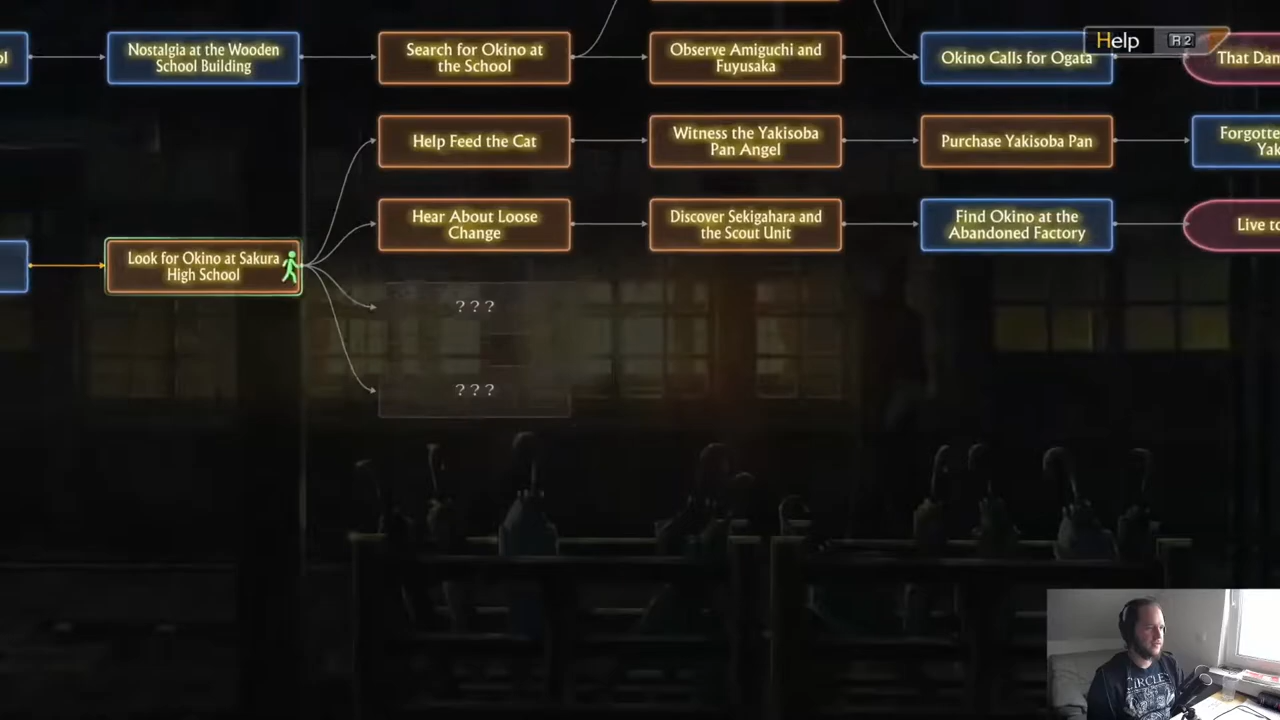 ol
Nostalgia at the Wooden
School Building
Search for Okino at
the School
Observe Amiguchi and
Fuyusaka
Okino Calls for Ogata
That Dan
Help R2
Help Feed the Cat
Witness the Yakisoba
Pan Angel
Purchase Yakisoba Pan
Forgotte
Yak
Look for Okino at Sakura
High School
Hear About Loose
Change
Discover Sekigahara and
the Scout Unit
Find Okino at the
Abandoned Factory
Live to
???
???
CIRCLES